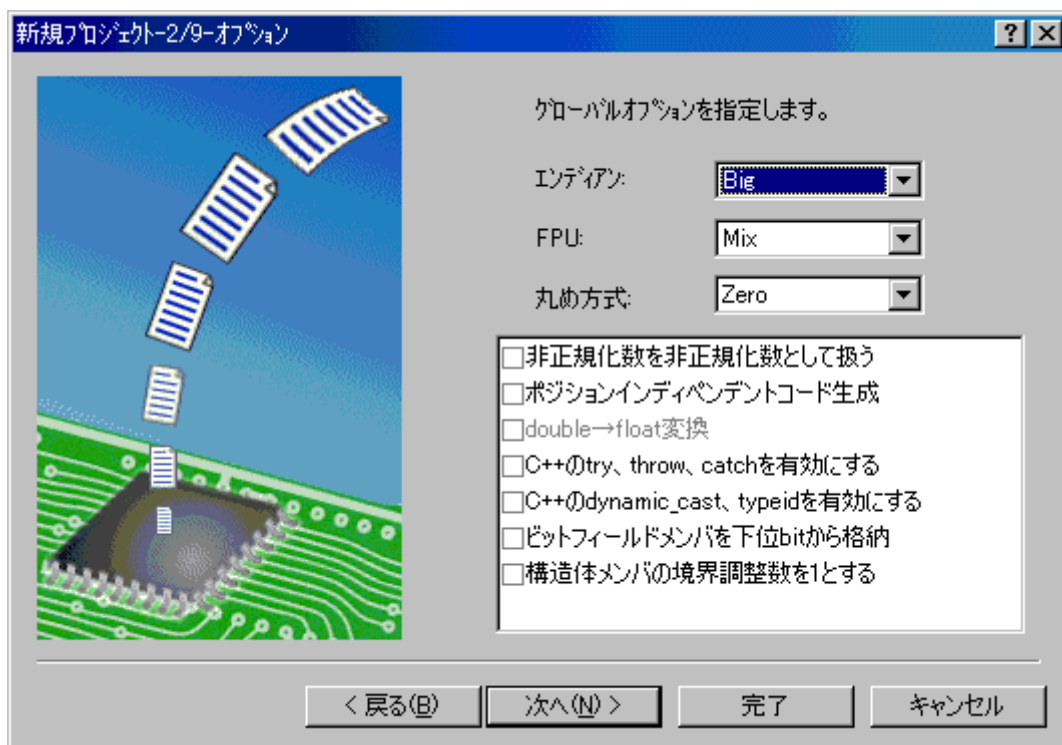 新規プロジェクト-2/9-オプション
グローバルオプションを指定します。
エンディアン: Big
FPU: Mix
丸め方式: Zero
非正規化数を非正規化数として扱う
ポジションインディペンデントコード生成
double→float変換
C++のtry、throw、catchを有効にする
C++のdynamic_cast、typeidを有効にする
ビットフィールドメンバを下位bitから格納
構造体メンバの境界調整数を1とする
< 戻る(B) 次へ(N) > 完了 キャンセル